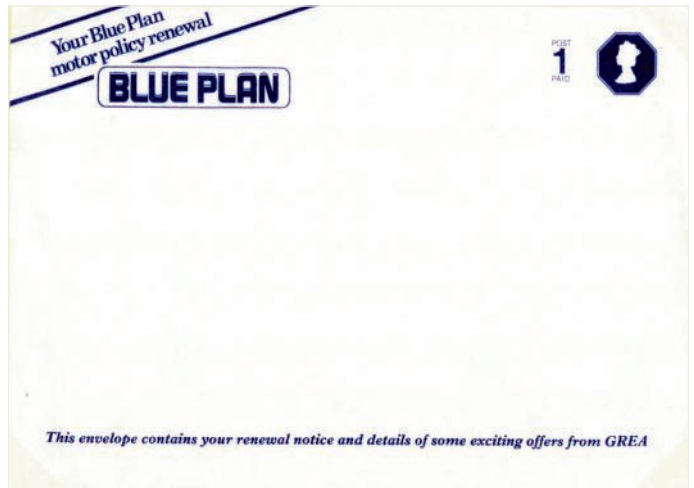 Your Blue Plan
motor policy renewal
BLUE PLAN
POST
1
PAID
This envelope contains your renewal notice and details of some exciting offers from GREA